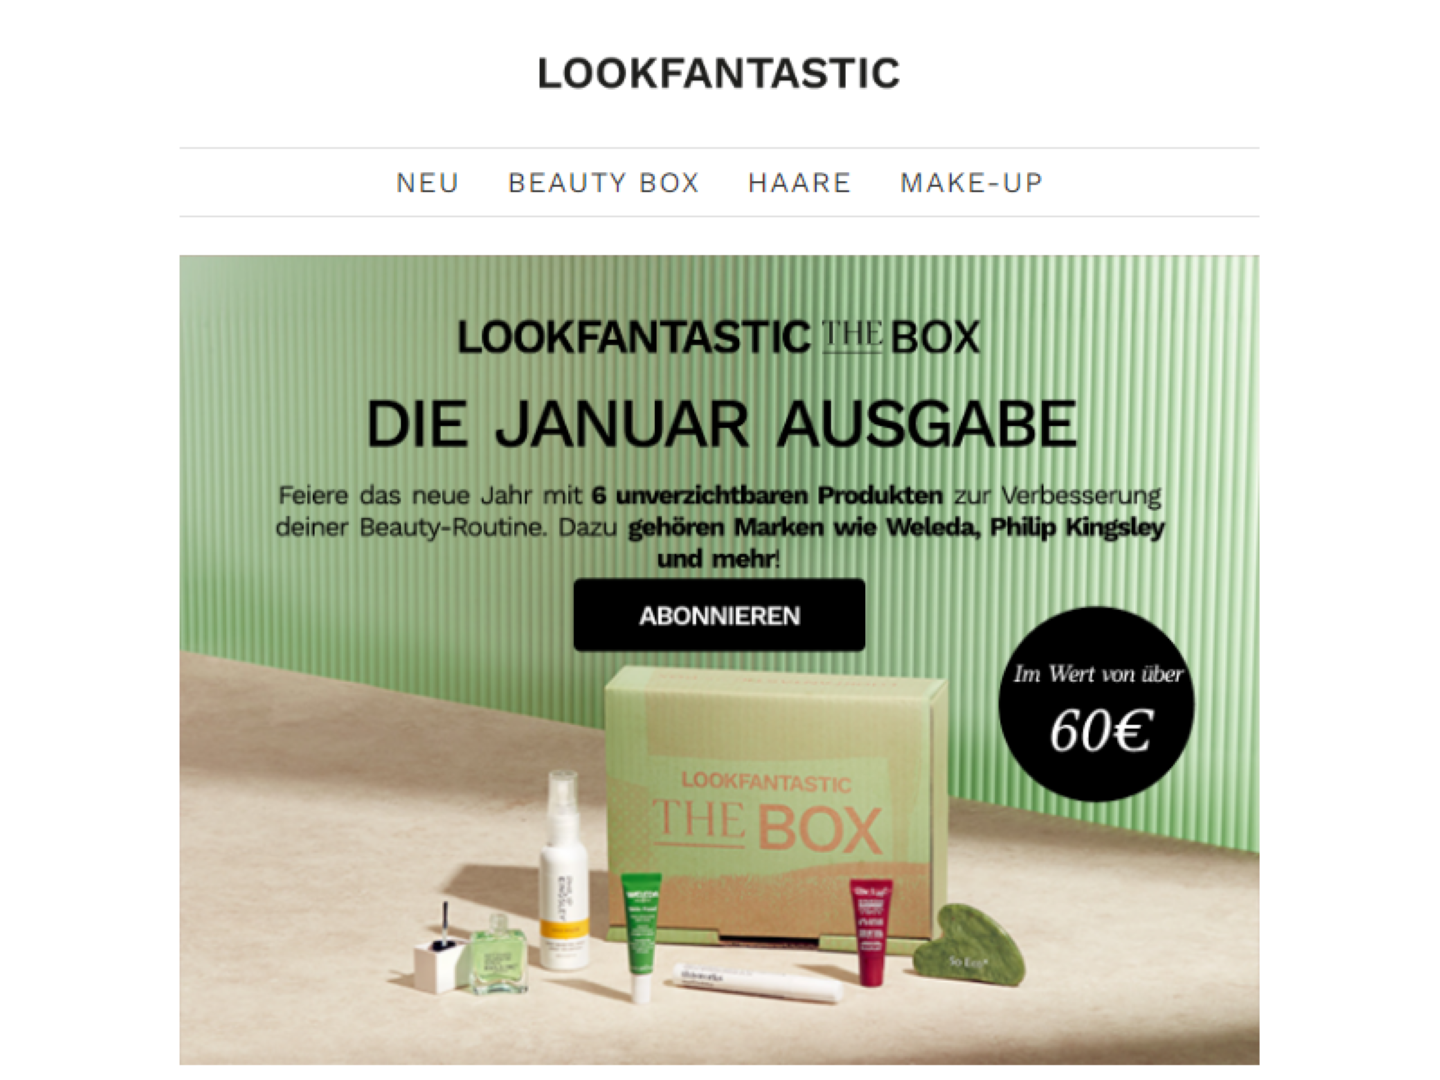 LOOKFANTASTIC
NEU BEAUTY BOX HAARE MAKE-UP
LOOKFANTASTIC THE BOX
DIE JANUAR AUSGABE
Feiere das neue Jahr mit 6 unverzichtbaren Produkten zur Verbesserung
deiner Beauty-Routine. Dazu gehören Marken wie Weleda, Philip Kingsley
und mehr!
ABONNIEREN
Im Wert von über
60€
LOOKFANTASTIC
THE BOX
KINGSLEY
WELEDA
So Eco